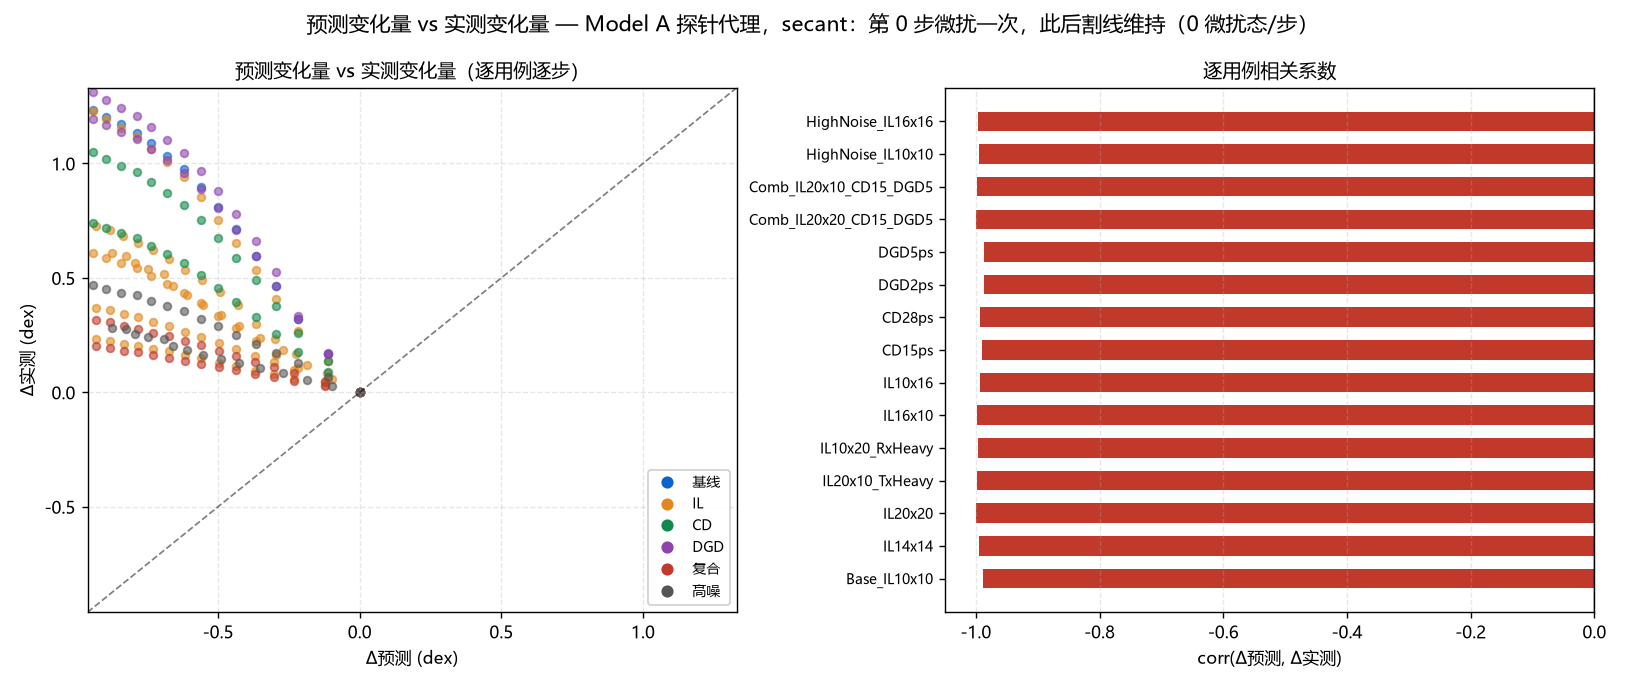 预测变化量 vs 实测变化量 — Model A 探针代理，secant：第 0 步微扰一次，此后割线维持（0 微扰态/步）
预测变化量 vs 实测变化量（逐用例逐步）
1.0
0.5
0.0
-0.5
Δ实测 (dex)
-0.5
0.0
0.5
1.0
Δ预测 (dex)
基线
IL
CD
DGD
复合
高噪
逐用例相关系数
HighNoise_IL16x16
HighNoise_IL10x10
Comb_IL20x10_CD15_DGD5
Comb_IL20x20_CD15_DGD5
DGD5ps
DGD2ps
CD28ps
CD15ps
IL10x16
IL16x10
IL10x20_RxHeavy
IL20x10_TxHeavy
IL20x20
IL14x14
Base_IL10x10
-1.0
-0.8
-0.6
-0.4
-0.2
0.0
corr(Δ预测, Δ实测)